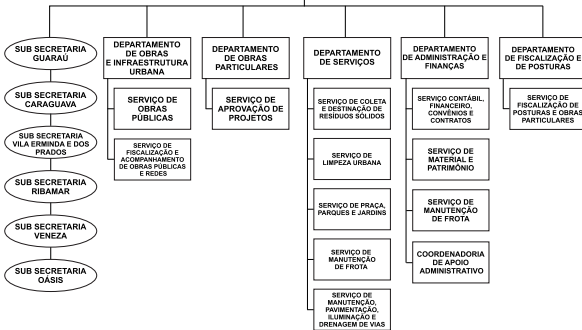 SUB SECRETARIA
GUARAÚ
SUB SECRETARIA
CARAGUAVA
SUB SECRETARIA
VILA ERMINDA E DOS
PRADOS
SUB SECRETARIA
RIBAMAR
SUB SECRETARIA
VENEZA
SUB SECRETARIA
OÁSIS
DEPARTAMENTO
DE OBRAS
E INFRAESTRUTURA
URBANA
SERVIÇO DE
OBRAS
PÚBLICAS
SERVIÇO DE
FISCALIZAÇÃO E
ACOMPANHAMENTO
DE OBRAS PÚBLICAS
E REDES
DEPARTAMENTO
DE OBRAS
PARTICULARES
SERVIÇO DE
APROVAÇÃO DE
PROJETOS
DEPARTAMENTO
DE SERVIÇOS
SERVIÇO DE COLETA
E DESTINAÇÃO DE
RESÍDUOS SÓLIDOS
SERVIÇO DE
LIMPEZA URBANA
SERVIÇO DE PRAÇA,
PARQUES E JARDINS
SERVIÇO DE
MANUTENÇÃO
DE FROTA
SERVIÇO DE
MANUTENÇÃO,
PAVIMENTAÇÃO,
ILUMINAÇÃO E
DRENAGEM DE VIAS
DEPARTAMENTO
DE ADMINISTRAÇÃO E
FINANÇAS
SERVIÇO CONTÁBIL,
FINANCEIRO,
CONVÊNIOS E
CONTRATOS
SERVIÇO DE
MATERIAL E
PATRIMÔNIO
SERVIÇO DE
MANUTENÇÃO
DE FROTA
COORDENADORIA
DE APOIO
ADMINISTRATIVO
DEPARTAMENTO
DE FISCALIZAÇÃO E
DE POSTURAS
SERVIÇO DE
FISCALIZAÇÃO DE
POSTURAS E OBRAS
PARTICULARES